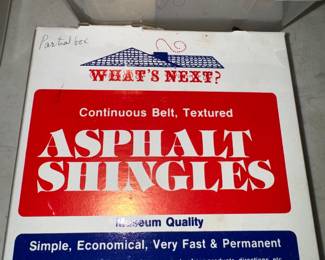 Partial box
WHAT'S NEXT?
Continuous Belt, Textured
ASPHALT
SHINGLES
Museum Quality
Simple, Economical, Very Fast & Permanent